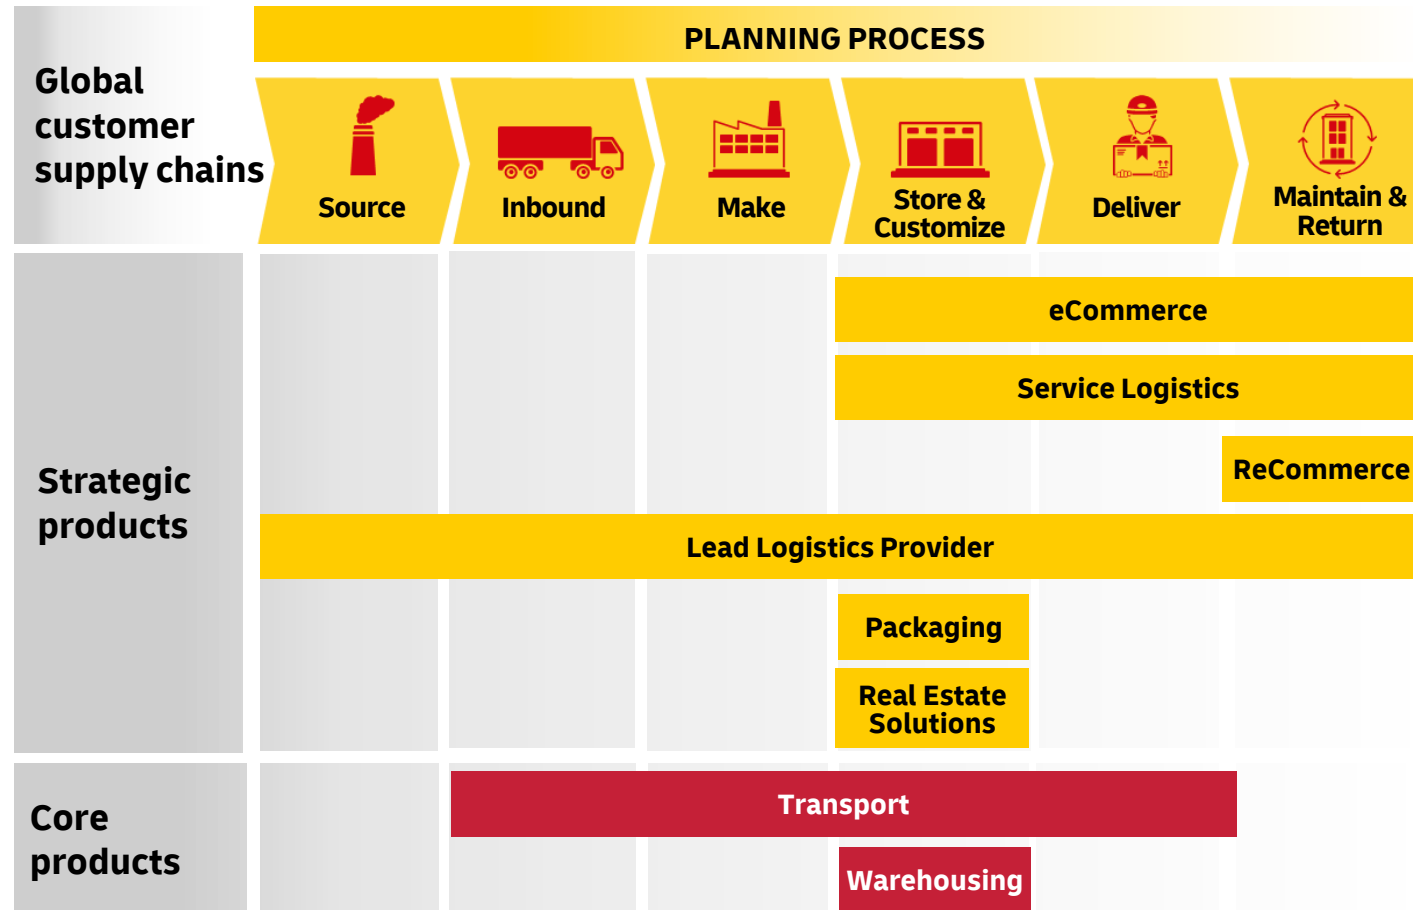 PLANNING PROCESS
Global
customer
supply chains
Source
Inbound
Make
Store &
Customize
Deliver
Maintain &
Return
Strategic
products
eCommerce
Service Logistics
ReCommerce
Lead Logistics Provider
Packaging
Real Estate
Solutions
Core
products
Transport
Warehousing